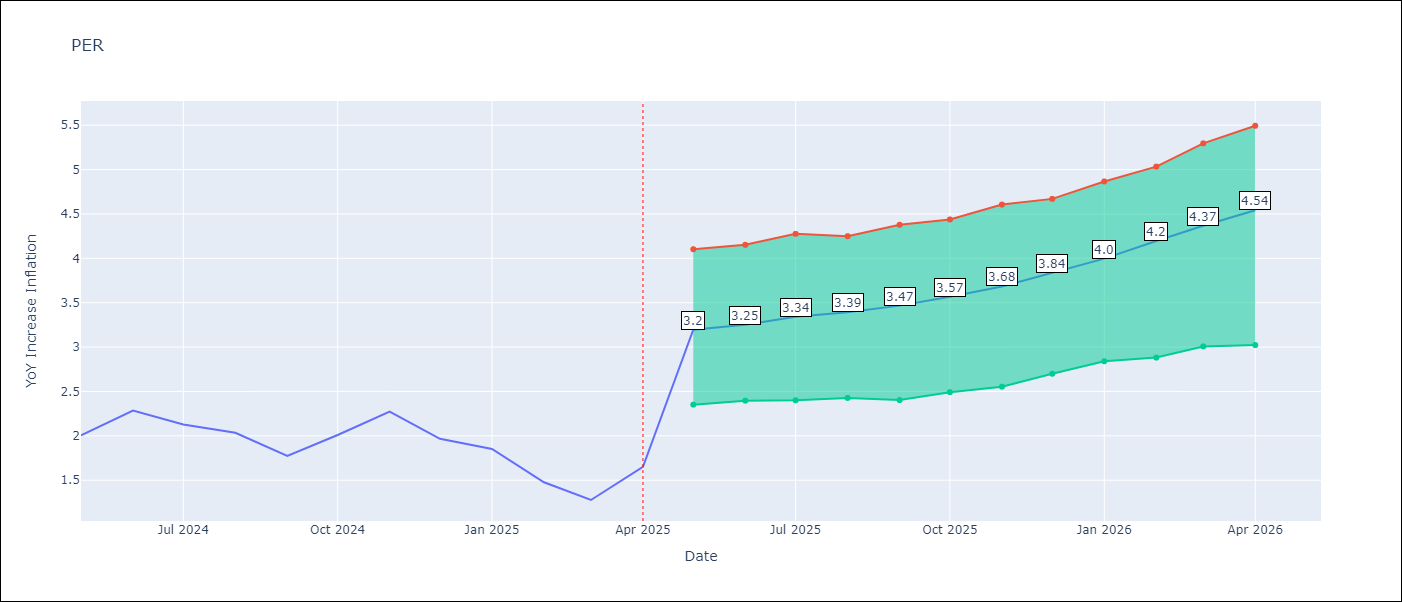 PER
YoY Increase Inflation
5.5
5
4.5
4
3.5
3
2.5
2
1.5
3.2
3.25
3.34
3.39
3.47
3.57
3.68
3.84
4.0
4.2
4.37
4.54
Jul 2024
Oct 2024
Jan 2025
Apr 2025
Jul 2025
Oct 2025
Jan 2026
Apr 2026
Date